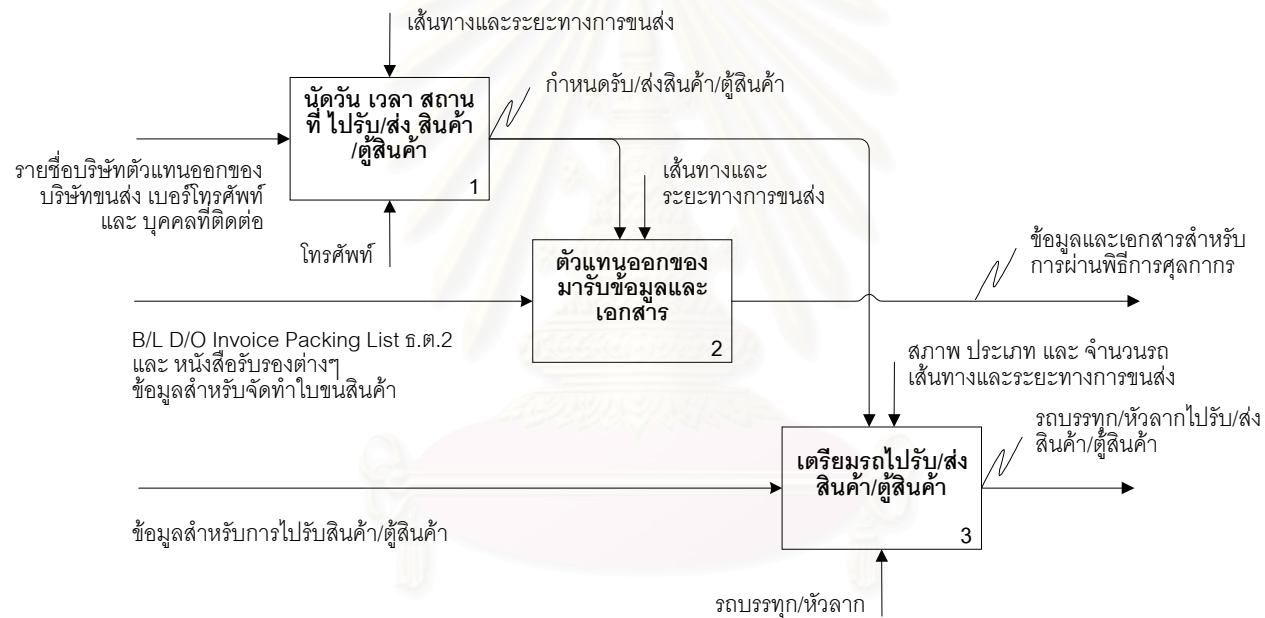 เส้นทางและระยะทางการขนส่ง
นัดวัน เวลา สถาน
ที่ ไปรับ/ส่ง สินค้า
/ตู้สินค้า
1
กำหนดรับ/ส่งสินค้า/ตู้สินค้า
รายชื่อบริษัทตัวแทนออกของ
บริษัทขนส่ง เบอร์โทรศัพท์
และ บุคคลที่ติดต่อ
โทรศัพท์
เส้นทางและ
ระยะทางการขนส่ง
ตัวแทนออกของ
มารับข้อมูลและ
เอกสาร
2
ข้อมูลและเอกสารสำหรับ
การผ่านพิธีการศุลกากร
B/L D/O Invoice Packing List ธ.ต.2
และ หนังสือรับรองต่างๆ
ข้อมูลสำหรับจัดทำใบขนสินค้า
สภาพ ประเภท และ จำนวนรถ
เส้นทางและระยะทางการขนส่ง
เตรียมรถไปรับ/ส่ง
สินค้า/ตู้สินค้า
3
รถบรรทุก/หัวลากไปรับ/ส่ง
สินค้า/ตู้สินค้า
ข้อมูลสำหรับการไปรับสินค้า/ตู้สินค้า
รถบรรทุก/หัวลาก